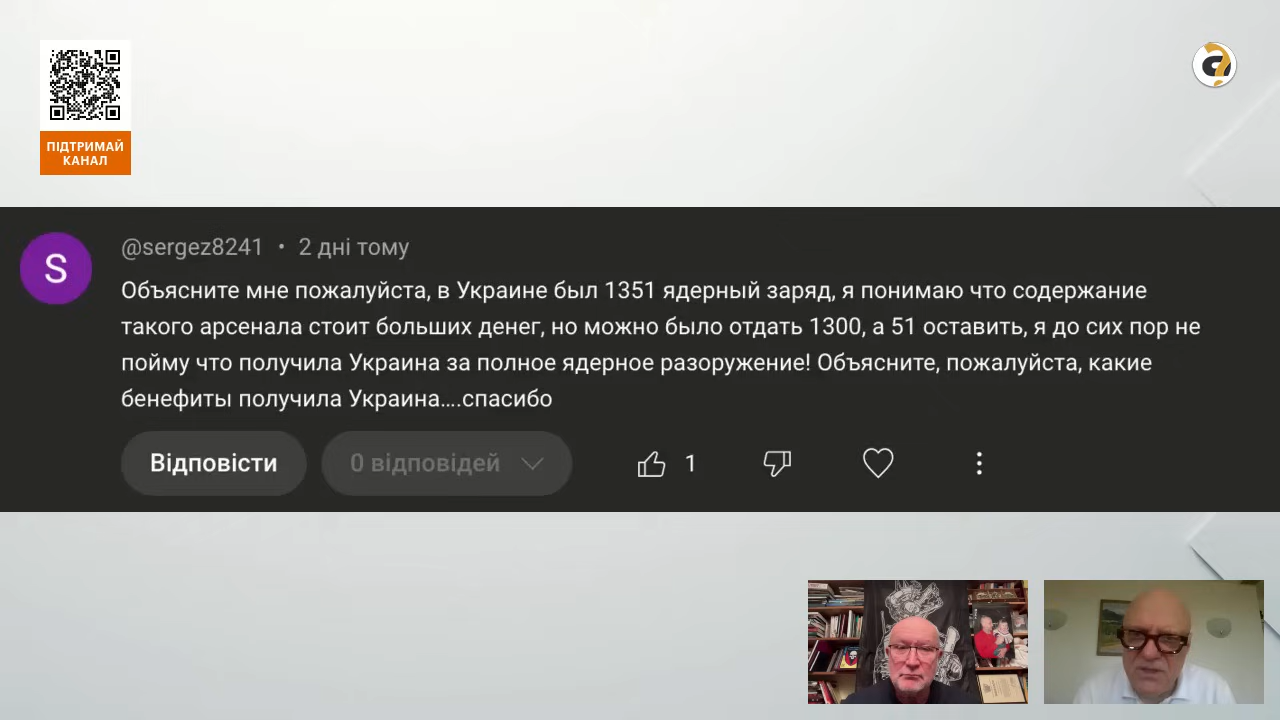 ПІДТРИМАЙ
КАНАЛ
@sergez8241 • 2 дні тому
Объясните мне пожалуйста, в Украине был 1351 ядерный заряд, я понимаю что содержание
такого арсенала стоит больших денег, но можно было отдать 1300, а 51 оставить, я до сих пор не
пойму что получила Украина за полное ядерное разоружение! Объясните, пожалуйста, какие
бенефиты получила Украина….спасибо
S
Відповісти
0 відповідей
1